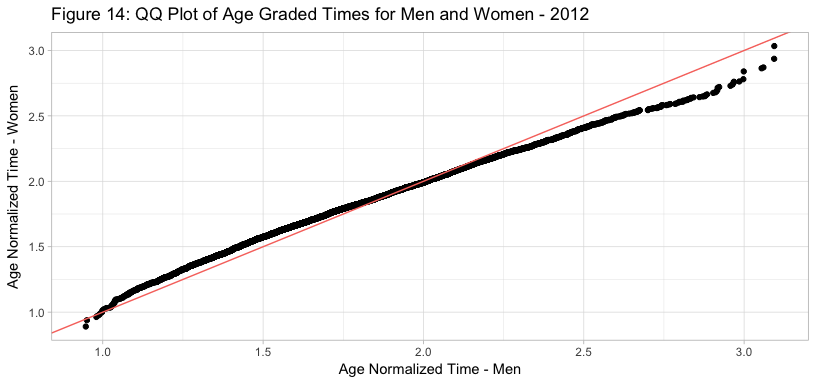 Figure 14: QQ Plot of Age Graded Times for Men and Women - 2012
Age Normalized Time - Women
3.0
2.5
2.0
1.5
1.0
1.0 1.5 2.0 2.5 3.0
Age Normalized Time - Men